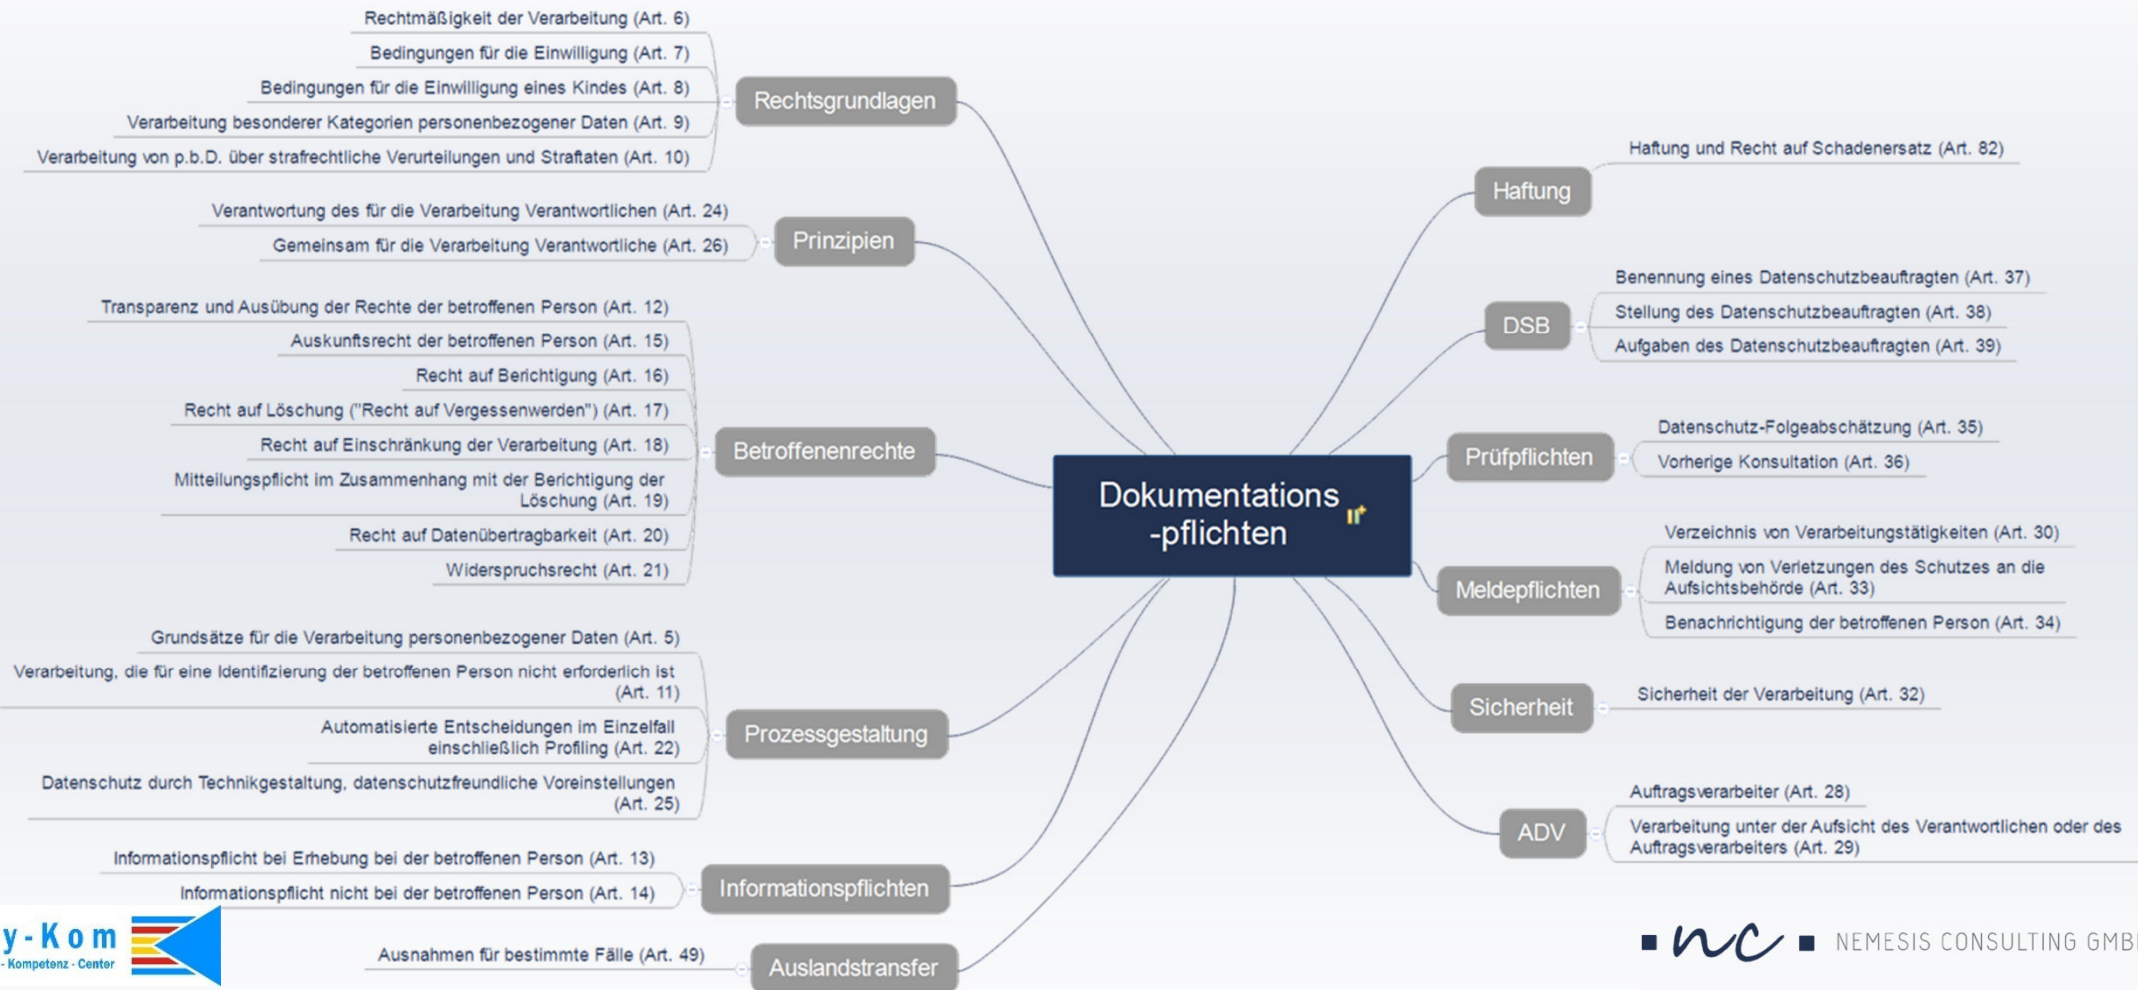 Rechtmäßigkeit der Verarbeitung (Art. 6)
Bedingungen für die Einwilligung (Art. 7)
Bedingungen für die Einwilligung eines Kindes (Art. 8)
Verarbeitung besonderer Kategorien personenbezogener Daten (Art. 9)
Verarbeitung von p.b.D. über strafrechtliche Verurteilungen und Straftaten (Art. 10)
Rechtsgrundlagen
Verantwortung des für die Verarbeitung Verantwortlichen (Art. 24)
Gemeinsam für die Verarbeitung Verantwortliche (Art. 26)
Prinzipien
Transparenz und Ausübung der Rechte der betroffenen Person (Art. 12)
Auskunftsrecht der betroffenen Person (Art. 15)
Recht auf Berichtigung (Art. 16)
Recht auf Löschung ("Recht auf Vergessenwerden") (Art. 17)
Recht auf Einschränkung der Verarbeitung (Art. 18)
Mitteilungspflicht im Zusammenhang mit der Berichtigung der
Löschung (Art. 19)
Recht auf Datenübertragbarkeit (Art. 20)
Widerspruchsrecht (Art. 21)
Betroffenenrechte
Grundsätze für die Verarbeitung personenbezogener Daten (Art. 5)
Verarbeitung, die für eine Identifizierung der betroffenen Person nicht erforderlich ist
(Art. 11)
Automatisierte Entscheidungen im Einzelfall
einschließlich Profiling (Art. 22)
Datenschutz durch Technikgestaltung, datenschutzfreundliche Voreinstellungen
(Art. 25)
Prozessgestaltung
Informationspflicht bei Erhebung bei der betroffenen Person (Art. 13)
Informationspflicht nicht bei der betroffenen Person (Art. 14)
Informationspflichten
Ausnahmen für bestimmte Fälle (Art. 49)
Auslandstransfer
Dokumentations
-pflichten
Haftung
Haftung und Recht auf Schadenersatz (Art. 82)
DSB
Benennung eines Datenschutzbeauftragten (Art. 37)
Stellung des Datenschutzbeauftragten (Art. 38)
Aufgaben des Datenschutzbeauftragten (Art. 39)
Prüfpflichten
Datenschutz-Folgeabschätzung (Art. 35)
Vorherige Konsultation (Art. 36)
Meldepflichten
Verzeichnis von Verarbeitungstätigkeiten (Art. 30)
Meldung von Verletzungen des Schutzes an die
Aufsichtsbehörde (Art. 33)
Benachrichtigung der betroffenen Person (Art. 34)
Sicherheit
Sicherheit der Verarbeitung (Art. 32)
ADV
Auftragsverarbeiter (Art. 28)
Verarbeitung unter der Aufsicht des Verantwortlichen oder des
Auftragsverarbeiters (Art. 29)
y-Kom
- Kompetenz - Center
nc
NEMESIS CONSULTING GMB